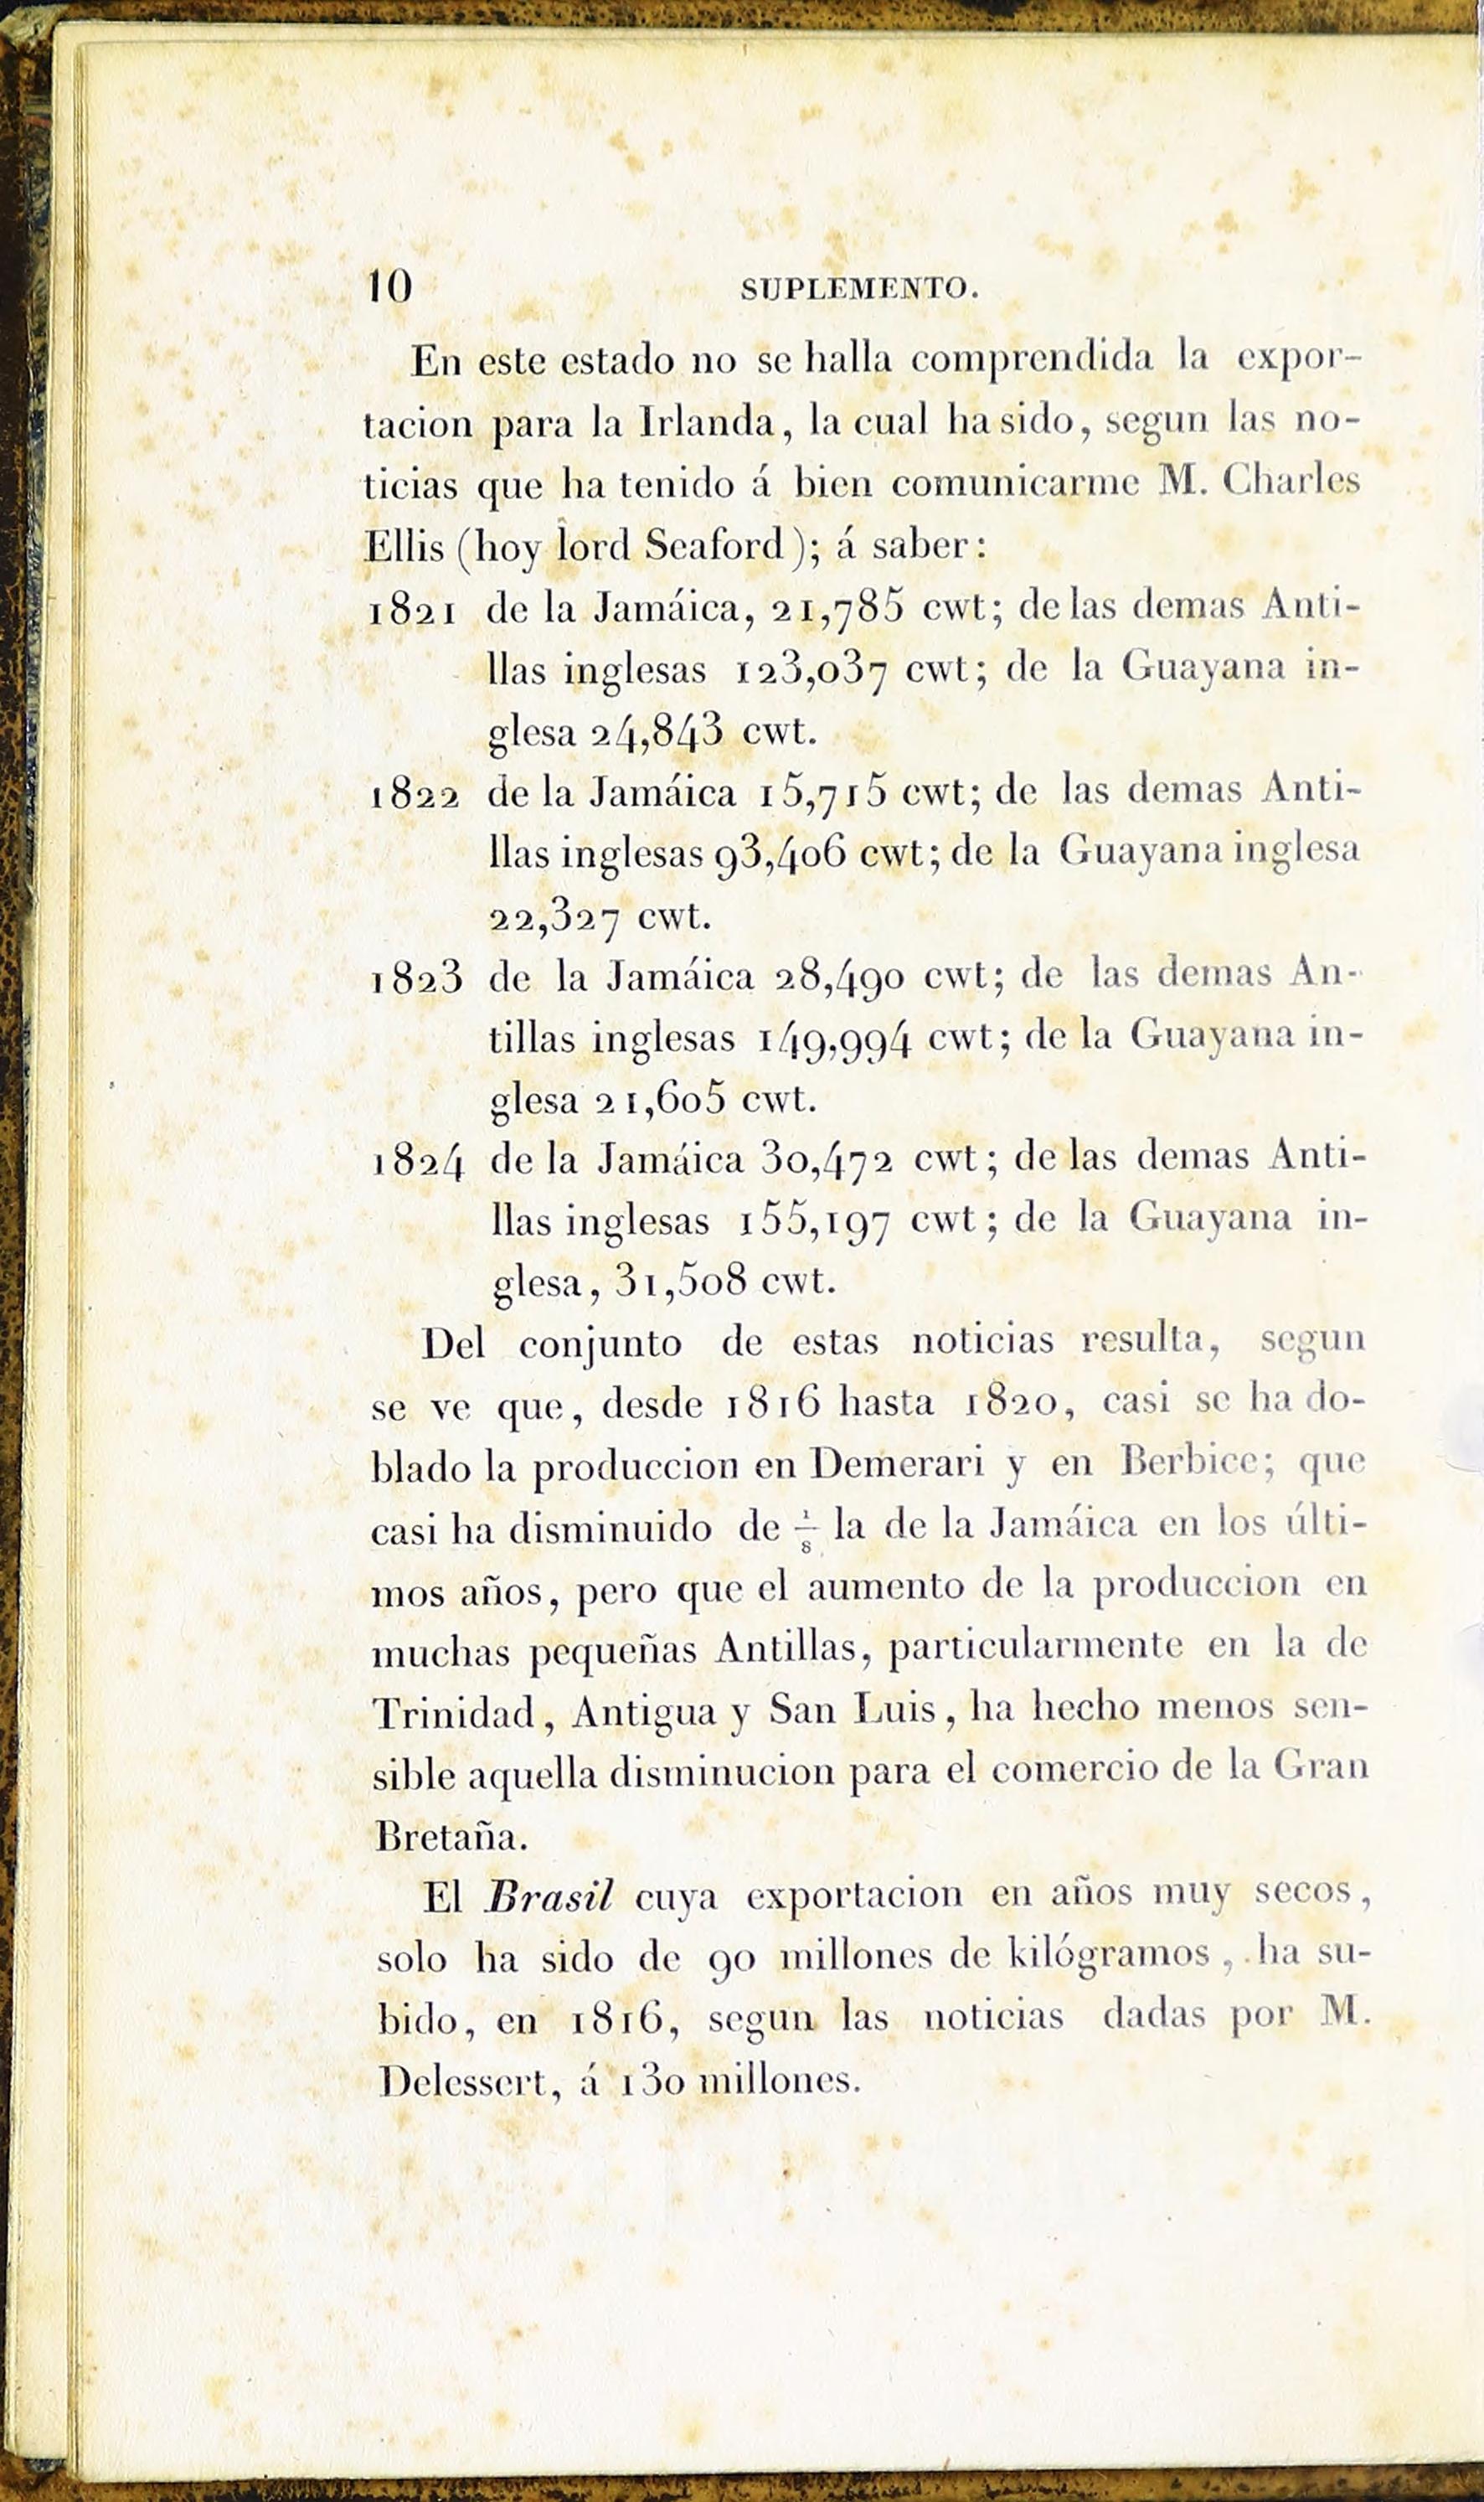 10 SUPLEMENTO.
En este estado no se halla comprendida la expor-
tacion para la Irlanda, la cual ha sido, segun las no-
ticias que ha tenido á bien comunicarme M. Charles
Ellis (hoy lord Seaford); á saber:
1821 de la Jamáica, 21,785 cwt; de las demas Anti-
llas inglesas 123,037 cwt; de la Guayana in-
glesa 24,843 cwt.
1822 de la Jamáica 15,715 cwt; de las demas Anti-
llas inglesas 93,406 cwt; de la Guayana inglesa
22,327 cwt.
1823 de la Jamáica 28,490 cwt; de las demas An-
tillas inglesas 149,994 cwt; de la Guayana in-
glesa 21,605 cwt.
1824 de la Jamáica 30,472 cwt; de las demas Anti-
llas inglesas 155,197 cwt; de la Guayana in-
glesa, 31,508 cwt.
Del conjunto de estas noticias resulta, segun
se ve que, desde 1816 hasta 1820, casi se ha do-
blado la produccion en Demerari y en Berbice; que
casi ha disminuido de 1/8 la de la Jamáica en los últi-
mos años, pero que el aumento de la produccion en
muchas pequeñas Antillas, particularmente en la de
Trinidad, Antigua y San Luis, ha hecho menos sen-
sible aquella disminucion para el comercio de la Gran
Bretaña.
El Brasil cuya exportacion en años muy secos,
solo ha sido de 90 millones de kilógramos, ha su-
bido, en 1816, segun las noticias dadas por M.
Delessert, á 130 millones.